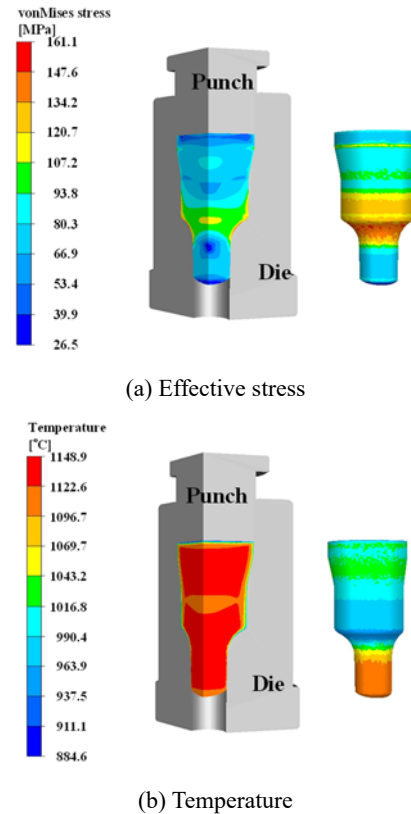 vonMises stress
[MPa]
161.1
147.6
134.2
120.7
107.2
93.8
80.3
66.9
53.4
39.9
26.5
Punch
Die
(a) Effective stress
Temperature
[°C]
1148.9
1122.6
1096.7
1069.7
1043.2
1016.8
990.4
963.9
937.5
911.1
884.6
Punch
Die
(b) Temperature